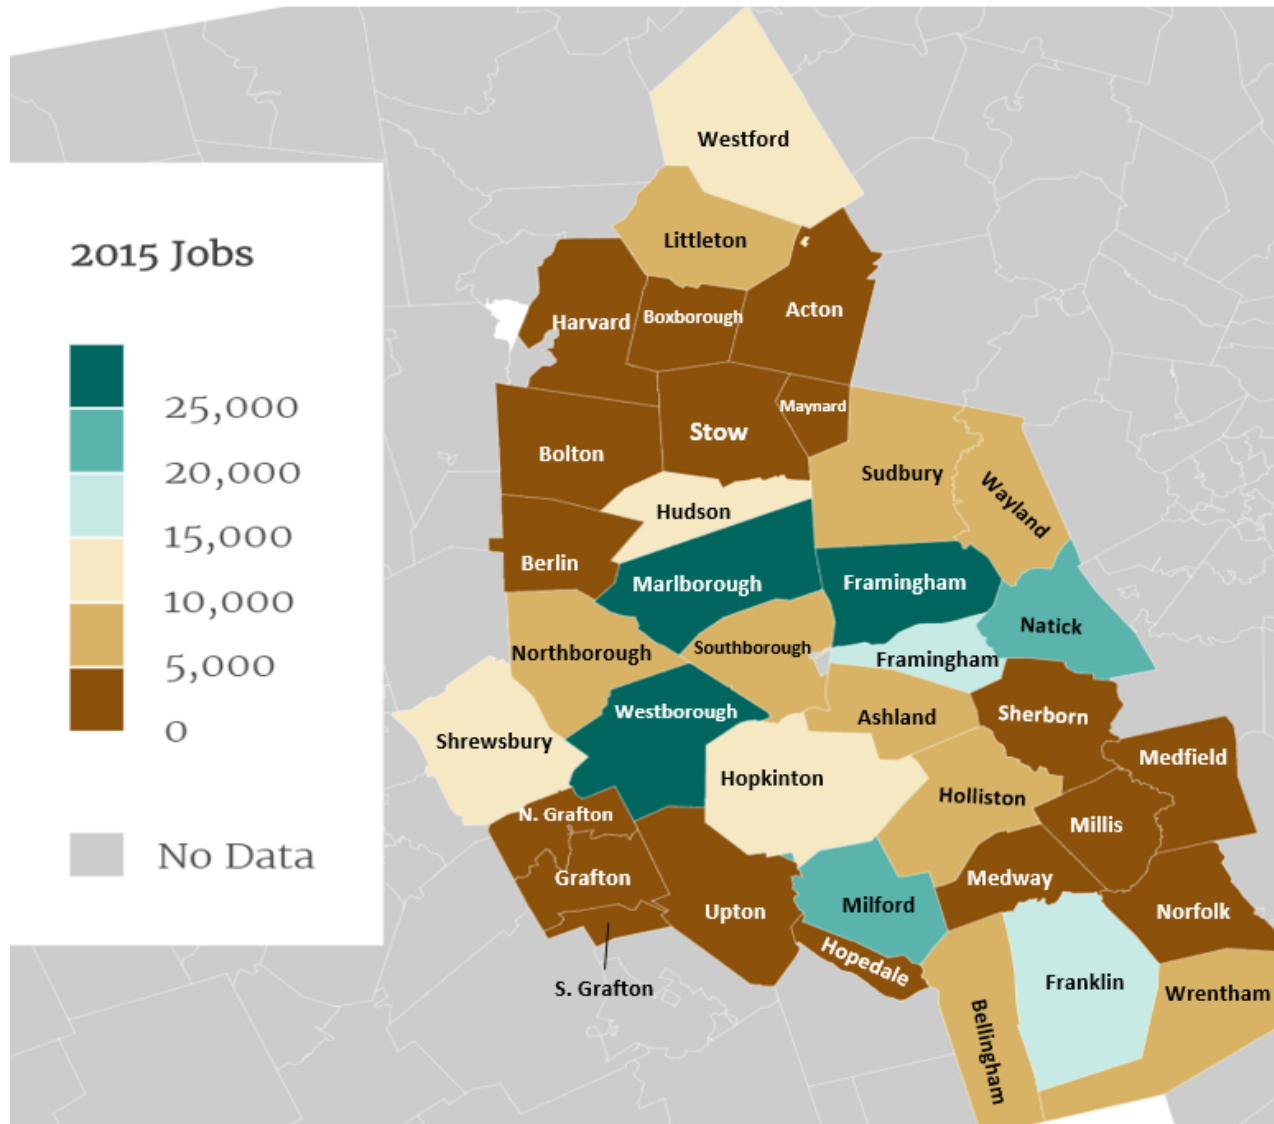 Westford
Littleton
2015 Jobs
Acton
Boxborough
Harvard
25,000
Maynard
Stow
Bolton
20,000
Sudbury
Wayland
Hudson
15,000
Berlin
Marlborough
Framingham
10,000
Natick
Southborough
Northborough
Framingham
5,000
Westborough
Sherborn
Ashland
0
Shrewsbury
Medfield
Hopkinton
Holliston
N. Grafton
Millis
No Data
Grafton
Medway
Milford
Upton
Norfolk
Hopedale
Franklin
S. Grafton
Wrentham
Bellingham